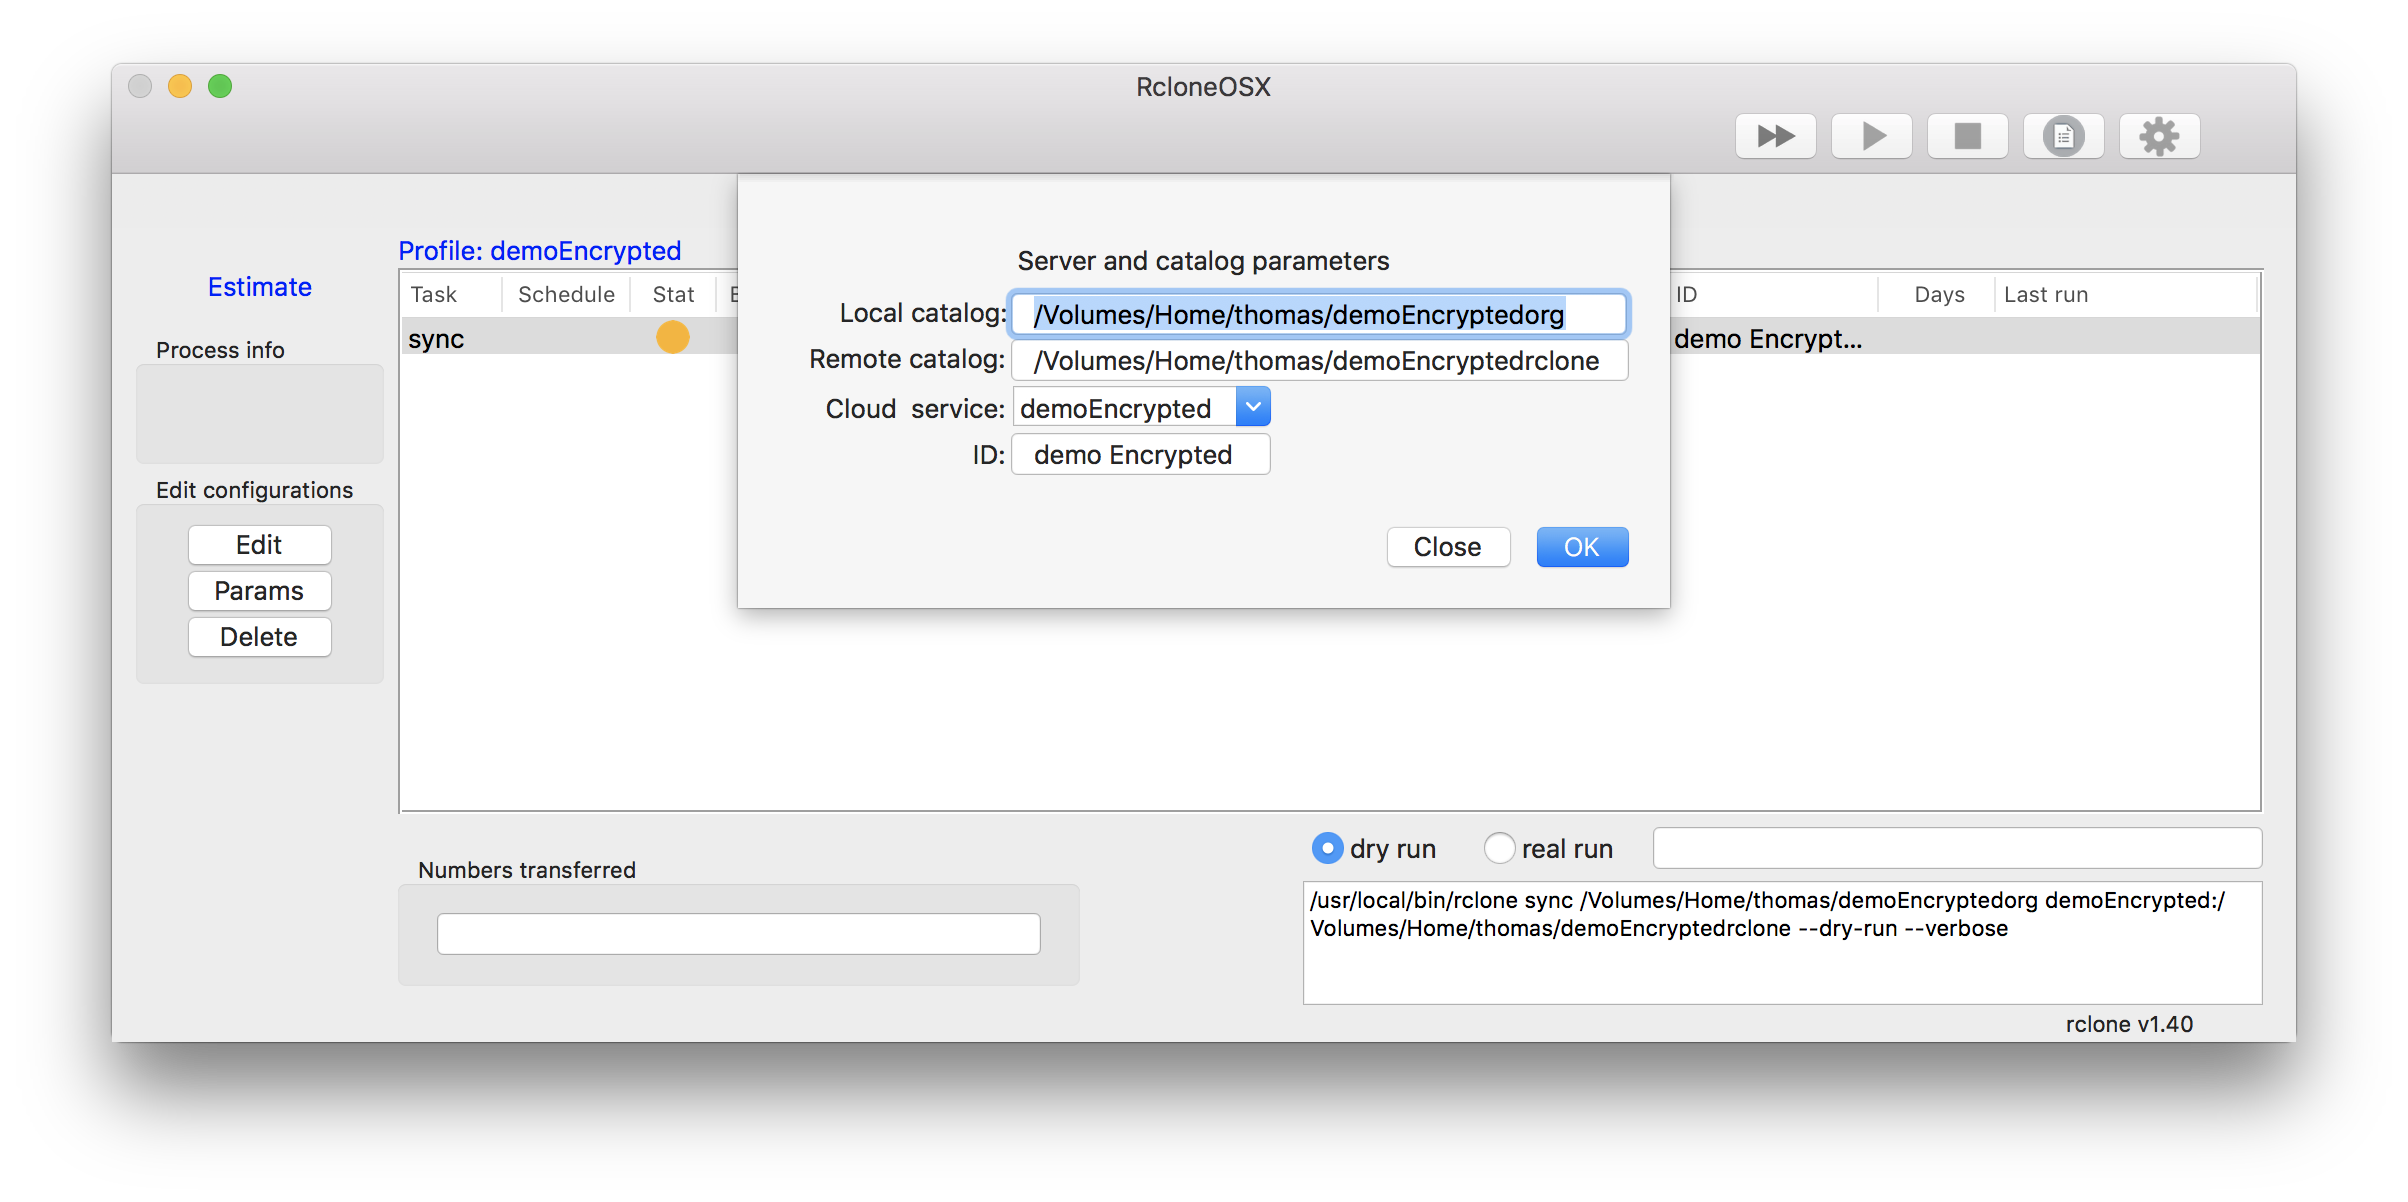 RcloneOSX
Profile: demoEncrypted
Estimate
Task Schedule Stat
ID Days Last run
sync
demo Encrypt...
Process info
Edit configurations
Edit
Params
Delete
Server and catalog parameters
Local catalog: /Volumes/Home/thomas/demoEncryptedorg
Remote catalog: /Volumes/Home/thomas/demoEncryptedrclone
Cloud service: demoEncrypted
ID: demo Encrypted
Close OK
dry run real run
Numbers transferred
/usr/local/bin/rclone sync /Volumes/Home/thomas/demoEncryptedorg demoEncrypted:/
Volumes/Home/thomas/demoEncryptedrclone --dry-run --verbose
rclone v1.40